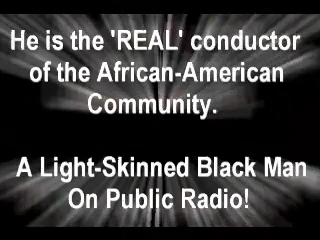 He is the 'REAL' conductor
of the African-American
Community.
A Light-Skinned Black Man
On Public Radio!